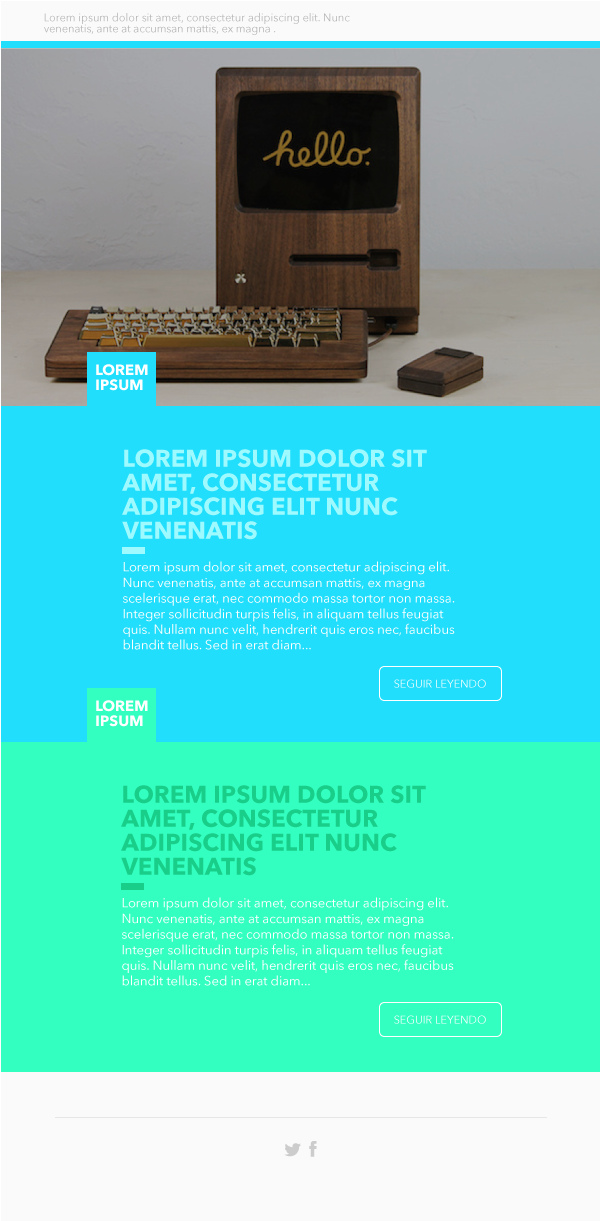 Lorem ipsum dolor sit amet, consectetur adipiscing elit. Nunc
venenatis, ante at accumsan mattis, ex magna .
hello.
LOREM
IPSUM
LOREM IPSUM DOLOR SIT
AMET, CONSECTETUR
ADIPISCING ELIT NUNC
VENENATIS
Lorem ipsum dolor sit amet, consectetur adipiscing elit.
Nunc venenatis, ante at accumsan mattis, ex magna
scelerisque erat, nec commodo massa tortor non massa.
Integer sollicitudin turpis felis, in aliquam tellus feugiat
quis. Nullam nunc velit, hendrerit quis eros nec, faucibus
blandit tellus. Sed in erat diam...
SEGUIR LEYENDO
LOREM
IPSUM
LOREM IPSUM DOLOR SIT
AMET, CONSECTETUR
ADIPISCING ELIT NUNC
VENENATIS
Lorem ipsum dolor sit amet, consectetur adipiscing elit.
Nunc venenatis, ante at accumsan mattis, ex magna
scelerisque erat, nec commodo massa tortor non massa.
Integer sollicitudin turpis felis, in aliquam tellus feugiat
quis. Nullam nunc velit, hendrerit quis eros nec, faucibus
blandit tellus. Sed in erat diam...
SEGUIR LEYENDO